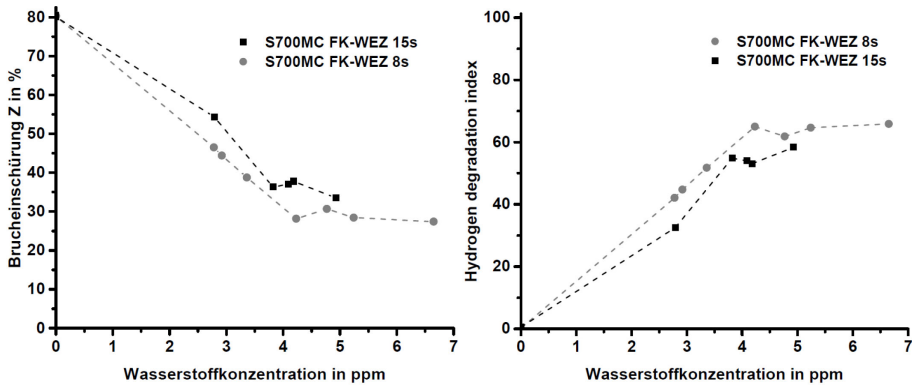 Brucheinschürung Z in %
80
70
60
50
40
30
20
10
0
S700MC FK-WEZ 15s
S700MC FK-WEZ 8s
0 1 2 3 4 5 6 7
Wasserstoffkonzentration in ppm
Hydrogen degradation index
100
80
60
40
20
0
S700MC FK-WEZ 8s
S700MC FK-WEZ 15s
0 1 2 3 4 5 6 7
Wasserstoffkonzentration in ppm